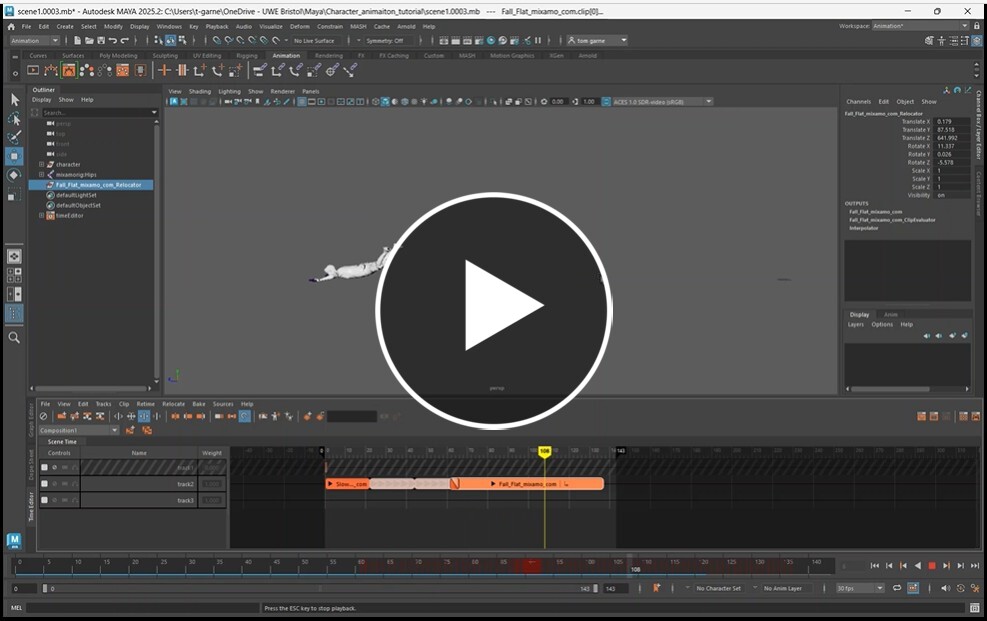 scene1.0003.mb* - Autodesk MAYA 2025.2: C:\Users\t-garne\OneDrive - UWE Bristol\Maya\Character_animaiton_tutorial\scene1.0003.mb --- Fall_Flat_mixamo_com.clip[0]...
File Edit Create Select Modify Display Windows Key Playback Audio Visualize Deform Constrain MASH Cache Arnold Help Workspace: Animation*
Animation No Live Surface Symmetry: Off tom garne
Curves Surfaces Poly Modeling Sculpting UV Editing Rigging Animation Rendering FX FX Caching Custom MASH Motion Graphics XGen Arnold
Outliner
Display Show Help
Search...
persp
top
front
side
character
mixamorig:Hips
Fall_Flat_mixamo_com_Relocator
defaultLightSet
defaultObjectSet
timeEditor
View Shading Lighting Show Renderer Panels
0.00 1.00 ACES 1.0 SDR-video (sRGB)
persp
Channels Edit Object Show
Fall_Flat_mixamo_com_Relocator
Translate X 0.179
Translate Y 87.518
Translate Z 641.992
Rotate X 11.337
Rotate Y 0.026
Rotate Z -5.578
Scale X 1
Scale Y 1
Scale Z 1
Visibility on
OUTPUTS
Fall_Flat_mixamo_com
Fall_Flat_mixamo_com_ClipEvaluator
Interpolator
Display Anim
Layers Options Help
Channel Box / Layer Editor
File View Edit Tracks Clip Timing Relocate Bake Sources Help
Composition1
Scene Time
Controls Name Weight
track1
track2
track3
Graph Editor
Dope Sheet
Time Editor
0 108 143
Slow..._com Fall_Flat_mixamo_com
0 5 10 15 20 25 30 35 40 45 50 55 60 65 70 75 80 85 95 100 105 115 120 125 130 135 140
108
0 0 143 143 No Character Set No Anim Layer 30 fps
MEL Press the ESC key to stop playback.